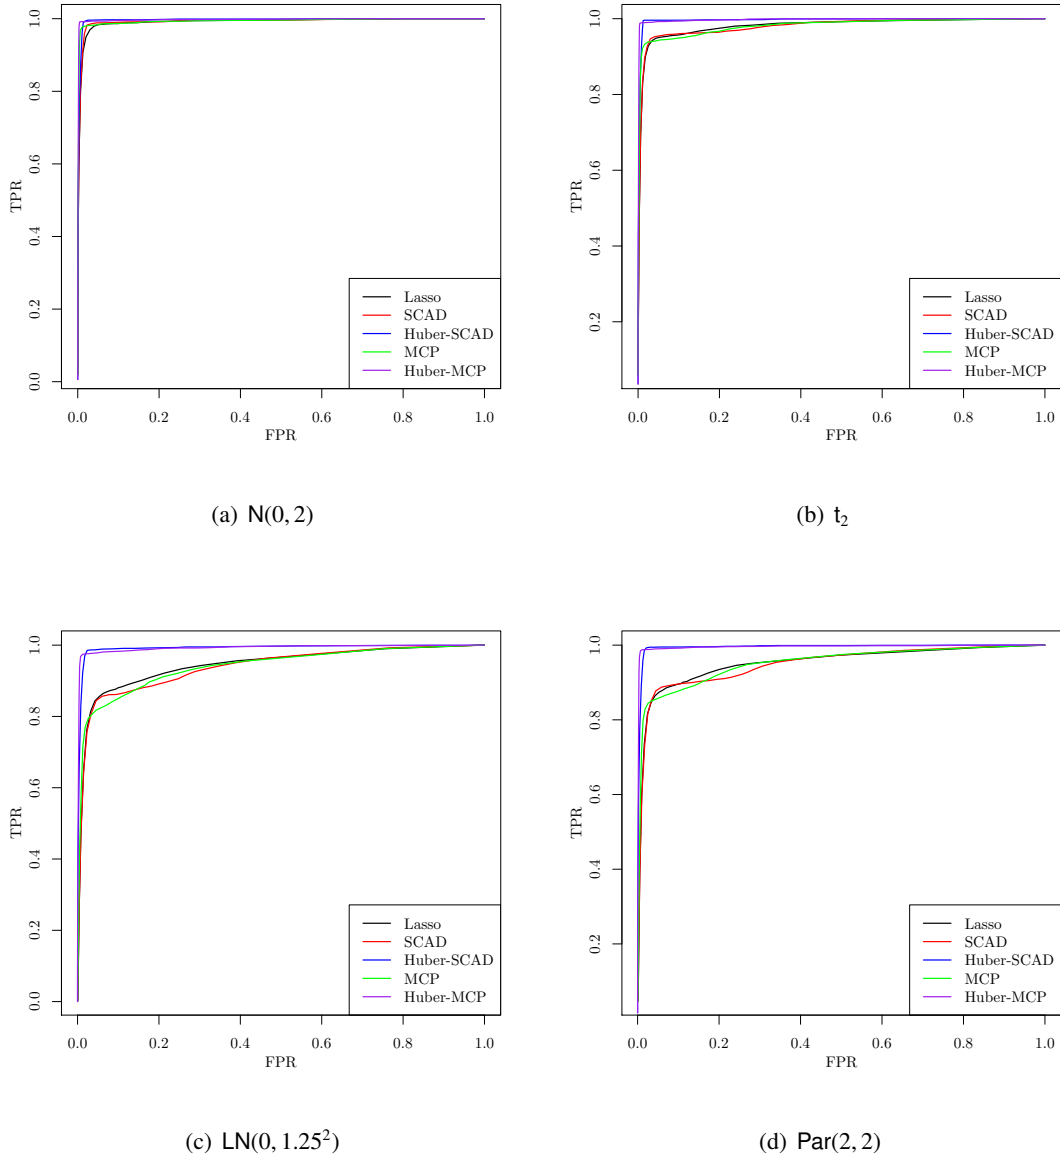 1.0
0.8
0.6
0.4
0.2
0.0
TPR
Lasso
SCAD
Huber-SCAD
MCP
Huber-MCP
0.0 0.2 0.4 0.6 0.8 1.0
FPR
(a) N(0, 2)
1.0
0.8
0.6
0.4
0.2
TPR
Lasso
SCAD
Huber-SCAD
MCP
Huber-MCP
0.0 0.2 0.4 0.6 0.8 1.0
FPR
(b) t₂
1.0
0.8
0.6
0.4
0.2
0.0
TPR
Lasso
SCAD
Huber-SCAD
MCP
Huber-MCP
0.0 0.2 0.4 0.6 0.8 1.0
FPR
(c) LN(0, 1.25²)
1.0
0.8
0.6
0.4
0.2
TPR
Lasso
SCAD
Huber-SCAD
MCP
Huber-MCP
0.0 0.2 0.4 0.6 0.8 1.0
FPR
(d) Par(2, 2)